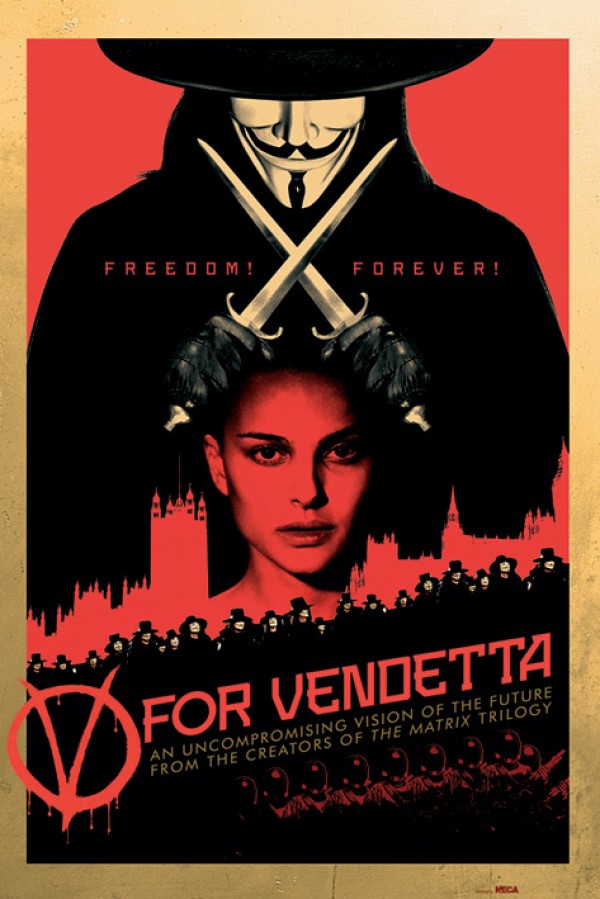 FREEDOM! FOREVER!
V FOR VENDETTA
AN UNCOMPROMISING VISION OF THE FUTURE
FROM THE CREATORS OF THE MATRIX TRILOGY
NECA